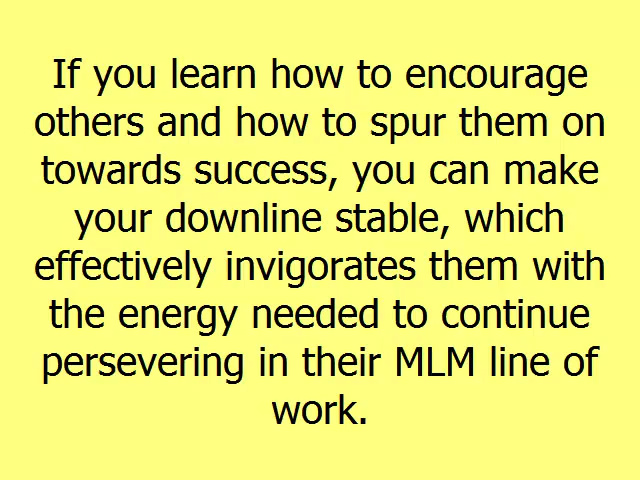 If you learn how to encourage
others and how to spur them on
towards success, you can make
your downline stable, which
effectively invigorates them with
the energy needed to continue
persevering in their MLM line of
work.